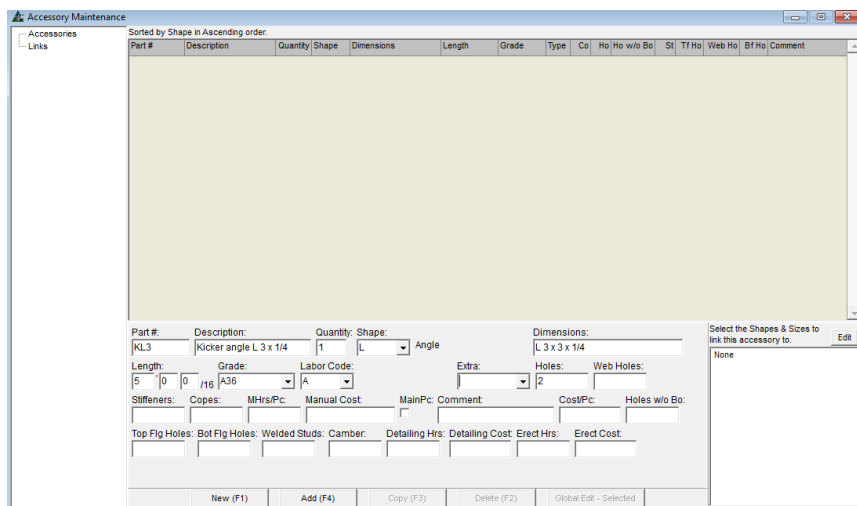 Accessory Maintenance
Accessories
Links
Sorted by Shape in Ascending order.
Part # Description Quantity Shape Dimensions Length Grade Type Co Ho Ho w/o Bo St Tf Ho Web Ho Bf Ho Comment
Part #: Description: Quantity: Shape: Dimensions:
KL3 Kicker angle L 3 x 1/4 1 L Angle L 3 x 3 x 1/4
Length: Grade: Labor Code: Extra: Holes: Web Holes:
5 ' 0 0 /16 A36 A 2
Stiffeners: Copes: MHrs/Pc: Manual Cost: MainPc: Comment: Cost/Pc: Holes w/o Bo:
Top Flg Holes: Bot Flg Holes: Welded Studs: Camber: Detailing Hrs: Detailing Cost: Erect Hrs: Erect Cost:
New (F1) Add (F4) Copy (F3) Delete (F2) Global Edit - Selected
Select the Shapes & Sizes to
link this accessory to. Edit
None